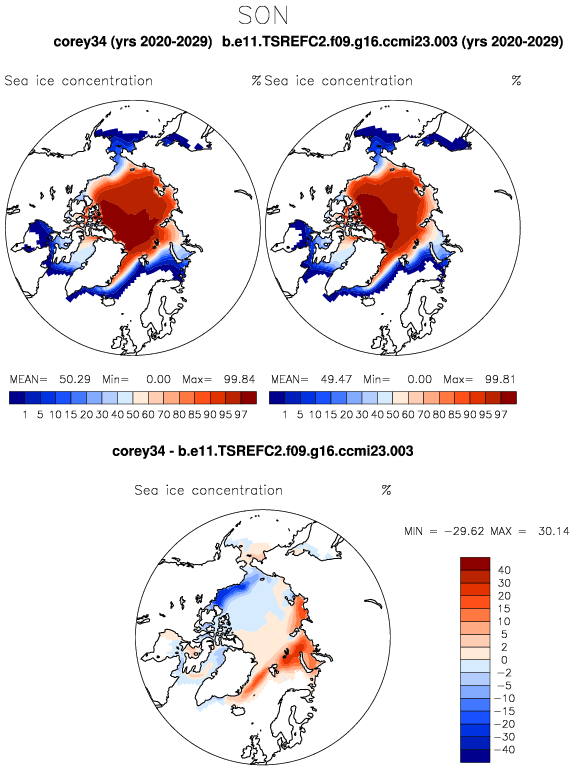 SON
corey34 (yrs 2020-2029) b.e11.TSREFC2.f09.g16.ccmi23.003 (yrs 2020-2029)
Sea ice concentration % Sea ice concentration %
MEAN= 50.29 Min= 0.00 Max= 99.84 MEAN= 49.47 Min= 0.00 Max= 99.81
1 5 10 15 20 30 40 50 60 70 80 85 90 95 97 1 5 10 15 20 30 40 50 60 70 80 85 90 95 97
corey34 - b.e11.TSREFC2.f09.g16.ccmi23.003
Sea ice concentration %
MIN = -29.62 MAX = 30.14
40
30
20
15
10
5
2
0
-2
-5
-10
-15
-20
-30
-40